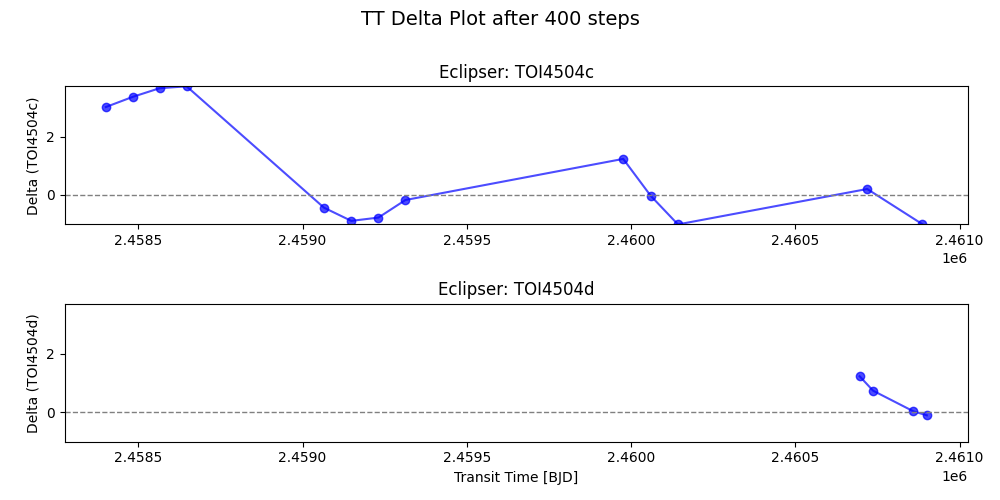 TT Delta Plot after 400 steps
Eclipser: TOI4504c
Delta (TOI4504c)
2
0
2.4585 2.4590 2.4595 2.4600 2.4605 2.4610
1e6
Eclipser: TOI4504d
Delta (TOI4504d)
2
0
2.4585 2.4590 2.4595 2.4600 2.4605 2.4610
1e6
Transit Time [BJD]